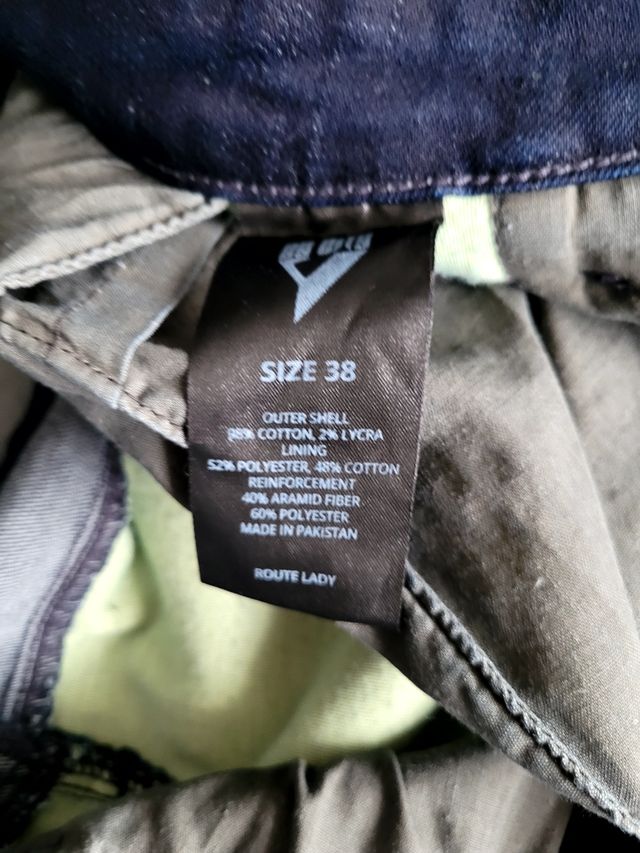 SIZE 38
OUTER SHELL
98% COTTON, 2% LYCRA
LINING
52% POLYESTER, 48% COTTON
REINFORCEMENT
40% ARAMID FIBER
60% POLYESTER
MADE IN PAKISTAN
ROUTE LADY